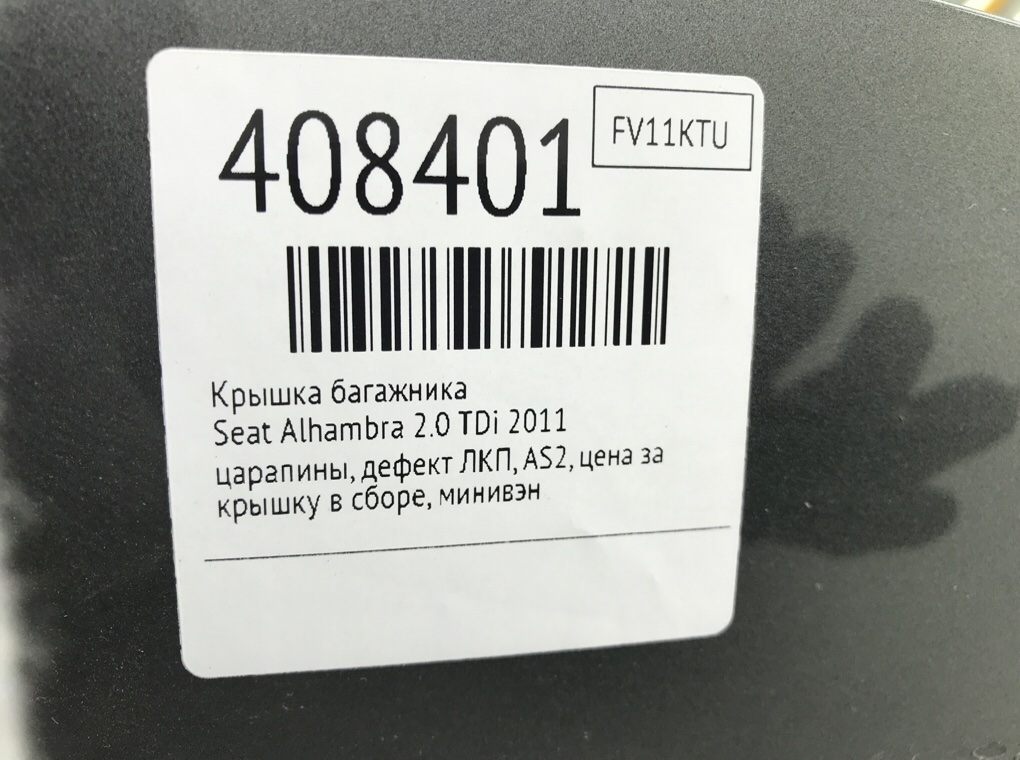 408401
FV11KTU
Крышка багажника
Seat Alhambra 2.0 TDi 2011
царапины, дефект ЛКП, AS2, цена за
крышку в сборе, минивэн